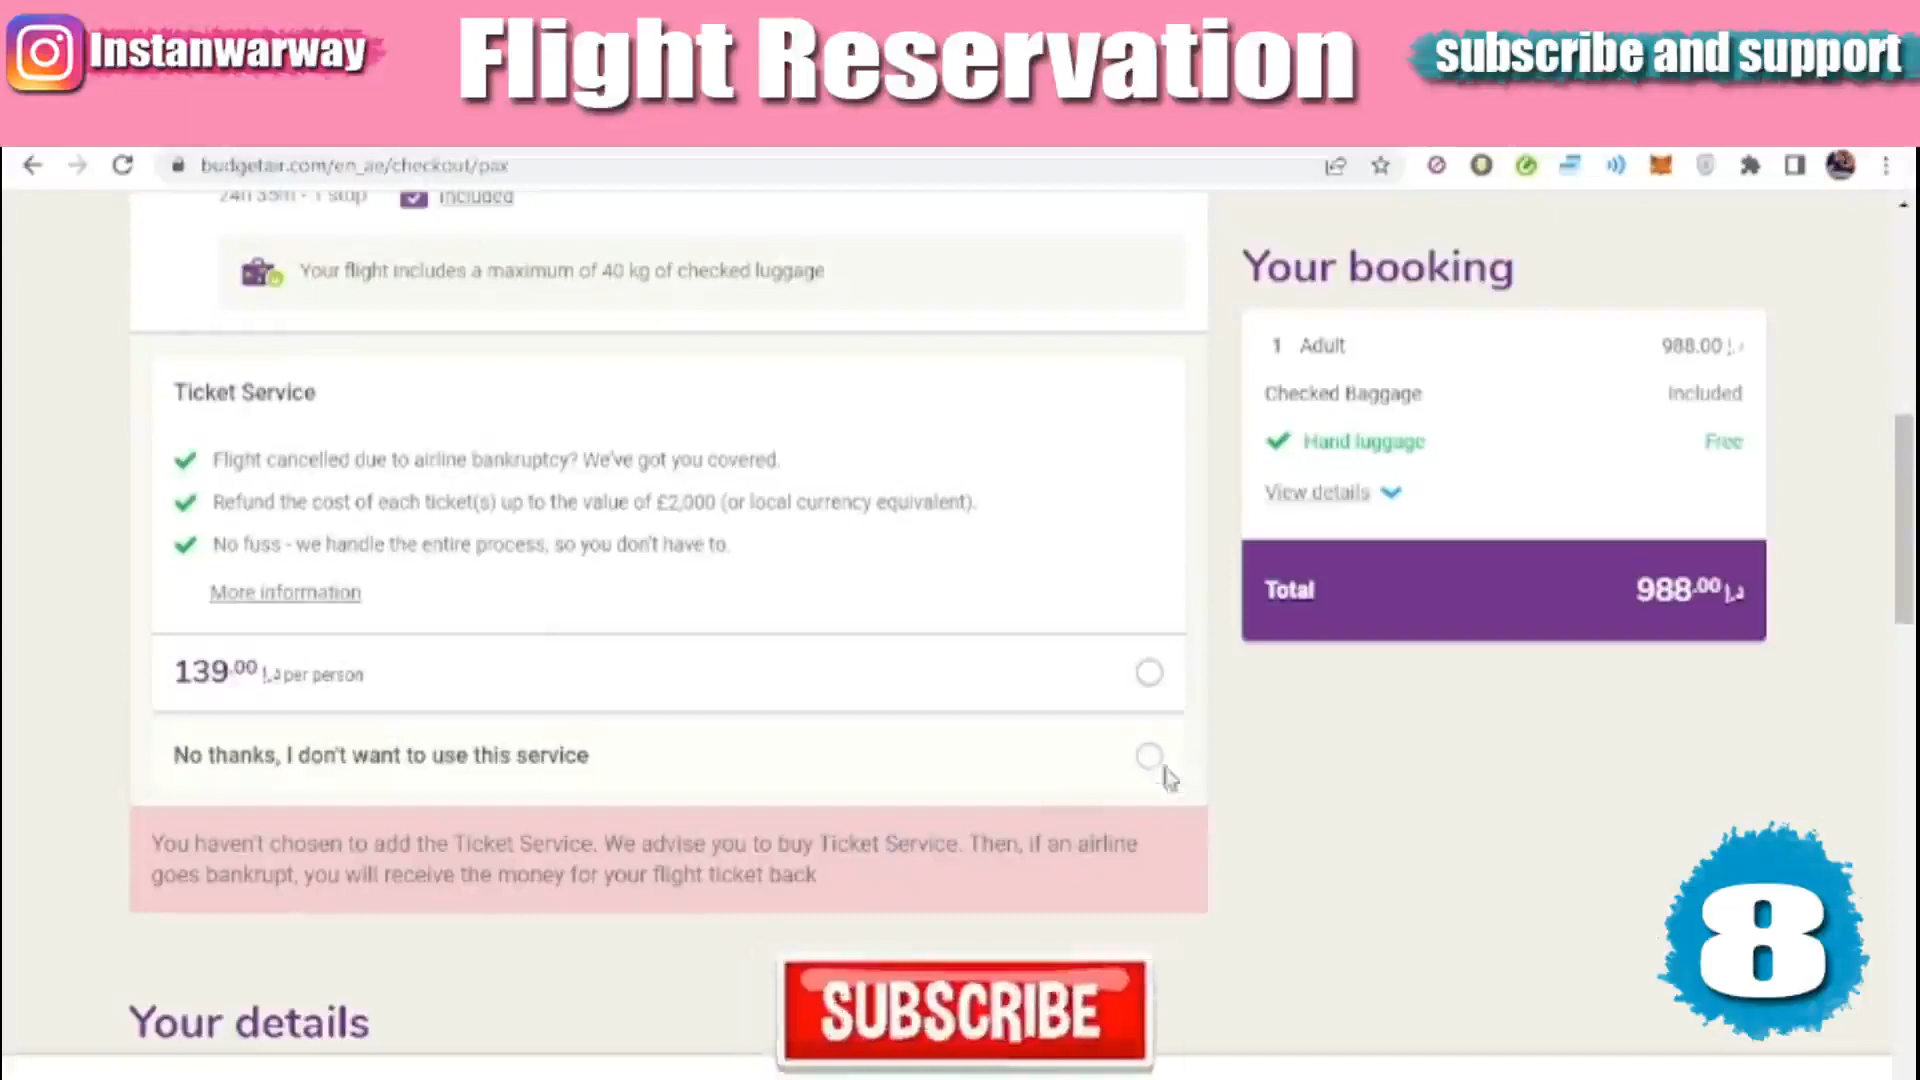 Instanwarway
Flight Reservation
subscribe and support
budgetair.com/en_ae/checkout/pax
24h 35m - 1 stop
Included
Your flight includes a maximum of 40 kg of checked luggage
Ticket Service
Flight cancelled due to airline bankruptcy? We've got you covered.
Refund the cost of each ticket(s) up to the value of £2,000 (or local currency equivalent).
No fuss - we handle the entire process, so you don't have to.
More information
139.00 د.إ per person
No thanks, I don't want to use this service
You haven't chosen to add the Ticket Service. We advise you to buy Ticket Service. Then, if an airline
goes bankrupt, you will receive the money for your flight ticket back
Your details
Your booking
1 Adult 988.00 د.إ
Checked Baggage Included
Hand luggage Free
View details
Total 988.00 د.إ
SUBSCRIBE
8